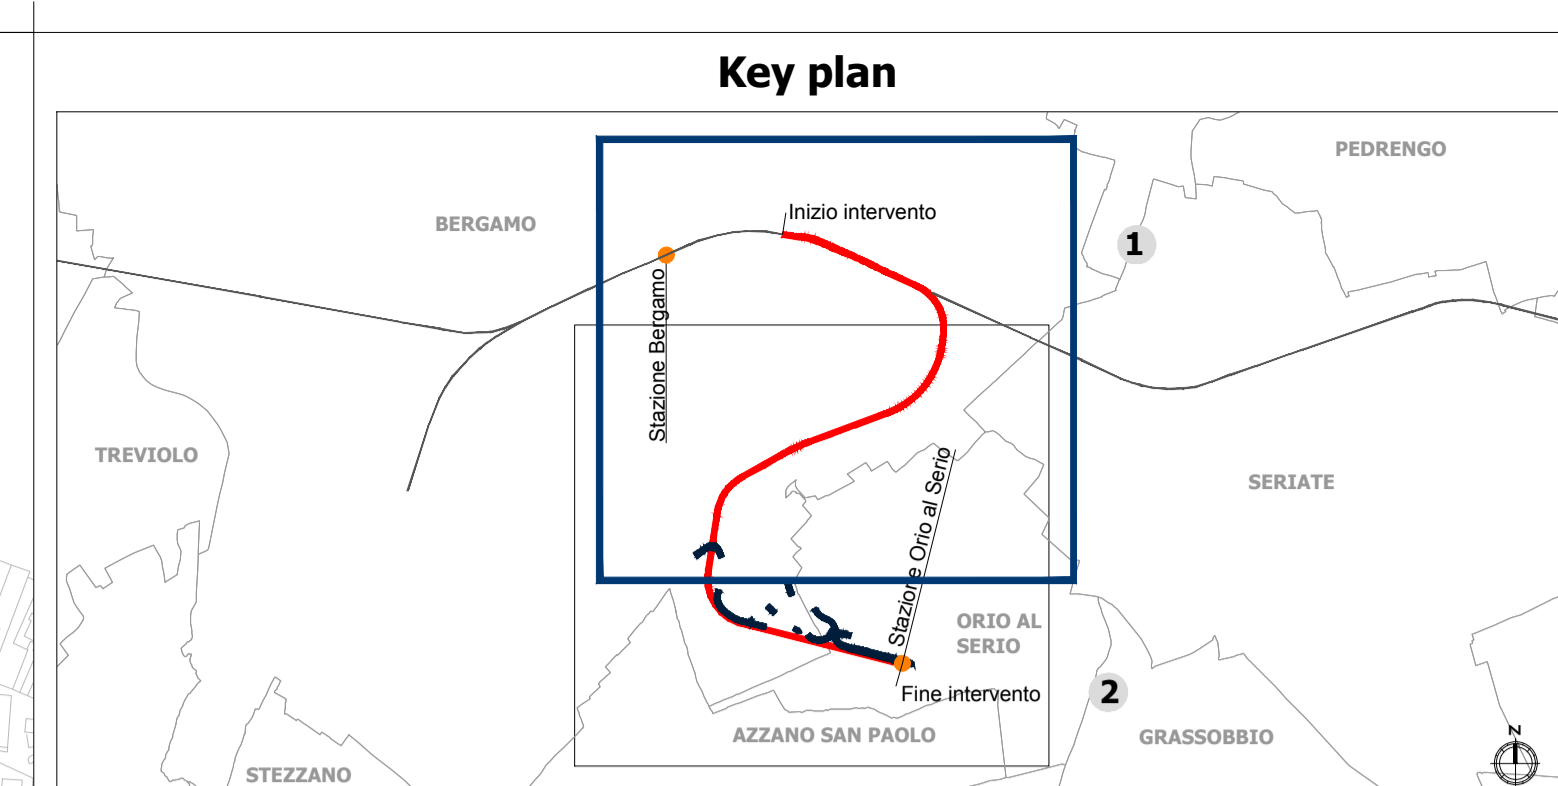 Key plan
PEDRENGO
Inizio intervento
BERGAMO
1
Stazione Bergamo
TREVIOLO
Stazione Orio al Serio
SERIATE
ORIO AL
SERIO
Fine intervento
2
AZZANO SAN PAOLO
GRASSOBBIO
STEZZANO
N